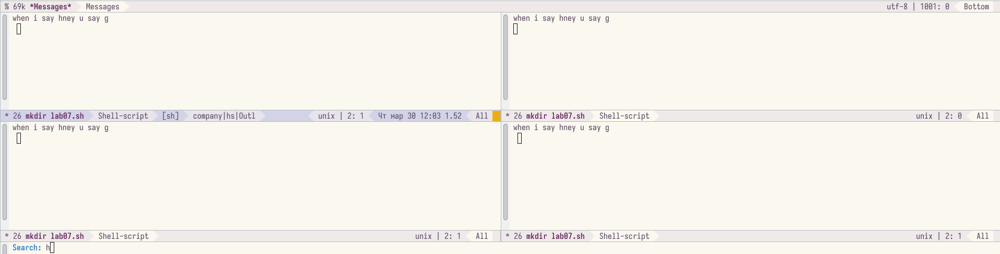 % 69k *Messages* Messages utf-8 | 1001: 0 Bottom
when i say hney u say g
when i say hney u say g
* 26 mkdir lab07.sh Shell-script [sh] company|hs|Outl unix | 2: 1 Чт мар 30 12:03 1.52 All
* 26 mkdir lab07.sh Shell-script unix | 2: 0 All
when i say hney u say g
when i say hney u say g
* 26 mkdir lab07.sh Shell-script unix | 2: 1 All
* 26 mkdir lab07.sh Shell-script unix | 2: 1 All
Search: h